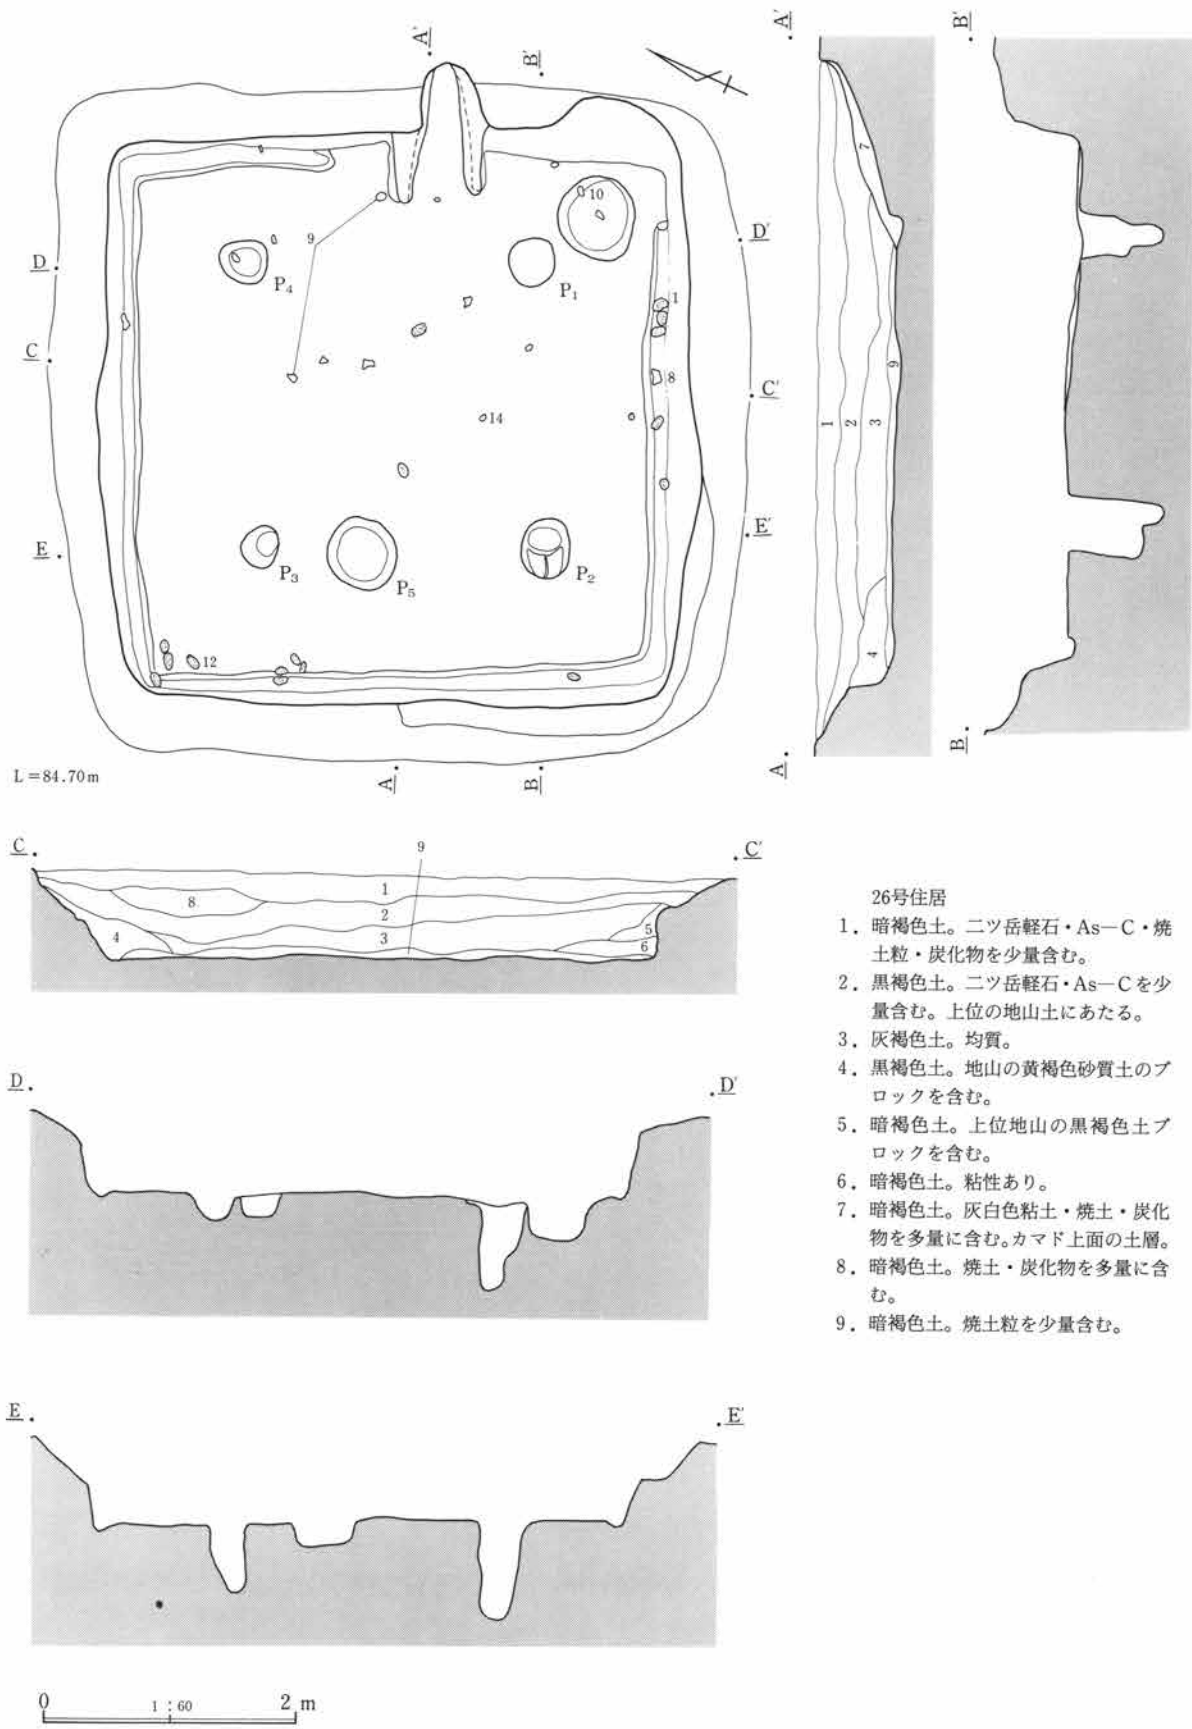 A'
B'
A'
B'
10
9
D
D'
P4
P1
7
1
C
8
C'
9
14
1
2
3
E
E'
P3
P5
P2
4
12
L=84.70m
A
B
A
B
C
9
C'
1
8
2
3
4
5
6
26号住居
1. 暗褐色土。二ツ岳軽石・As―C・焼
土粒・炭化物を少量含む。
2. 黒褐色土。二ツ岳軽石・As―Cを少
量含む。上位の地山土にあたる。
3. 灰褐色土。均質。
4. 黒褐色土。地山の黄褐色砂質土のブ
ロックを含む。
5. 暗褐色土。上位地山の黒褐色土ブ
ロックを含む。
6. 暗褐色土。粘性あり。
7. 暗褐色土。灰白色粘土・焼土・炭化
物を多量に含む。カマド上面の土層。
8. 暗褐色土。焼土・炭化物を多量に含
む。
9. 暗褐色土。焼土粒を少量含む。
D
D'
E
E'
0 1:60 2 m